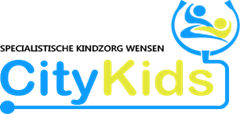 SPECIALISTISCHE KINDZORG WENSEN
CityKids